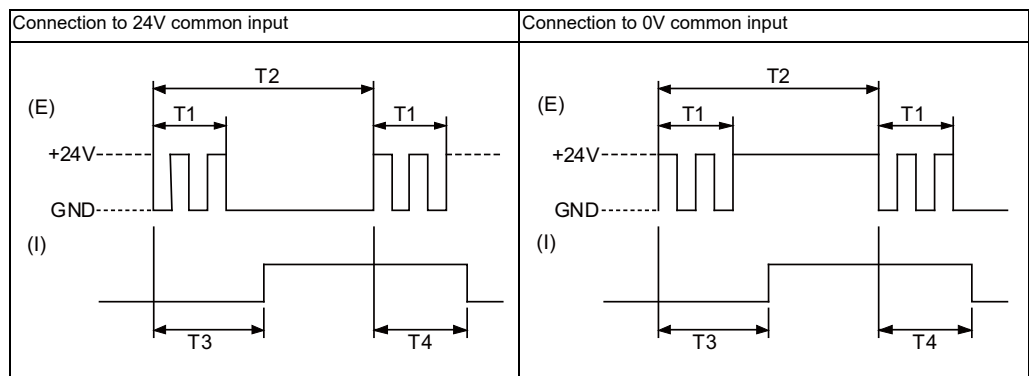 Connection to 24V common input
T2
(E)
T1
T1
+24V
GND
(I)
T3
T4
Connection to 0V common input
T2
(E)
T1
T1
+24V
GND
(I)
T3
T4